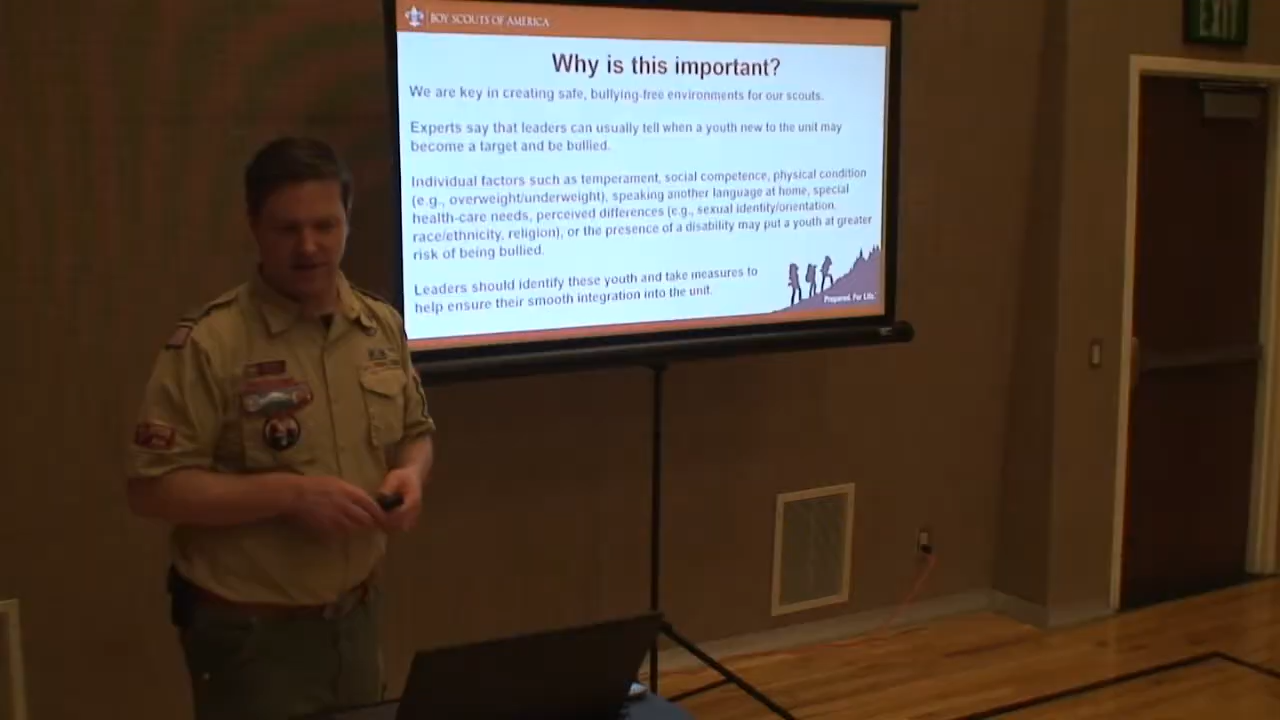 EXIT
BOY SCOUTS OF AMERICA
Why is this important?
We are key in creating safe, bullying-free environments for our scouts.
Experts say that leaders can usually tell when a youth new to the unit may
become a target and be bullied.
Individual factors such as temperament, social competence, physical condition
(e.g., overweight/underweight), speaking another language at home, special
health-care needs, perceived differences (e.g., sexual identity/orientation,
race/ethnicity, religion), or the presence of a disability may put a youth at greater
risk of being bullied.
Leaders should identify these youth and take measures to
help ensure their smooth integration into the unit.
Prepared. For Life.